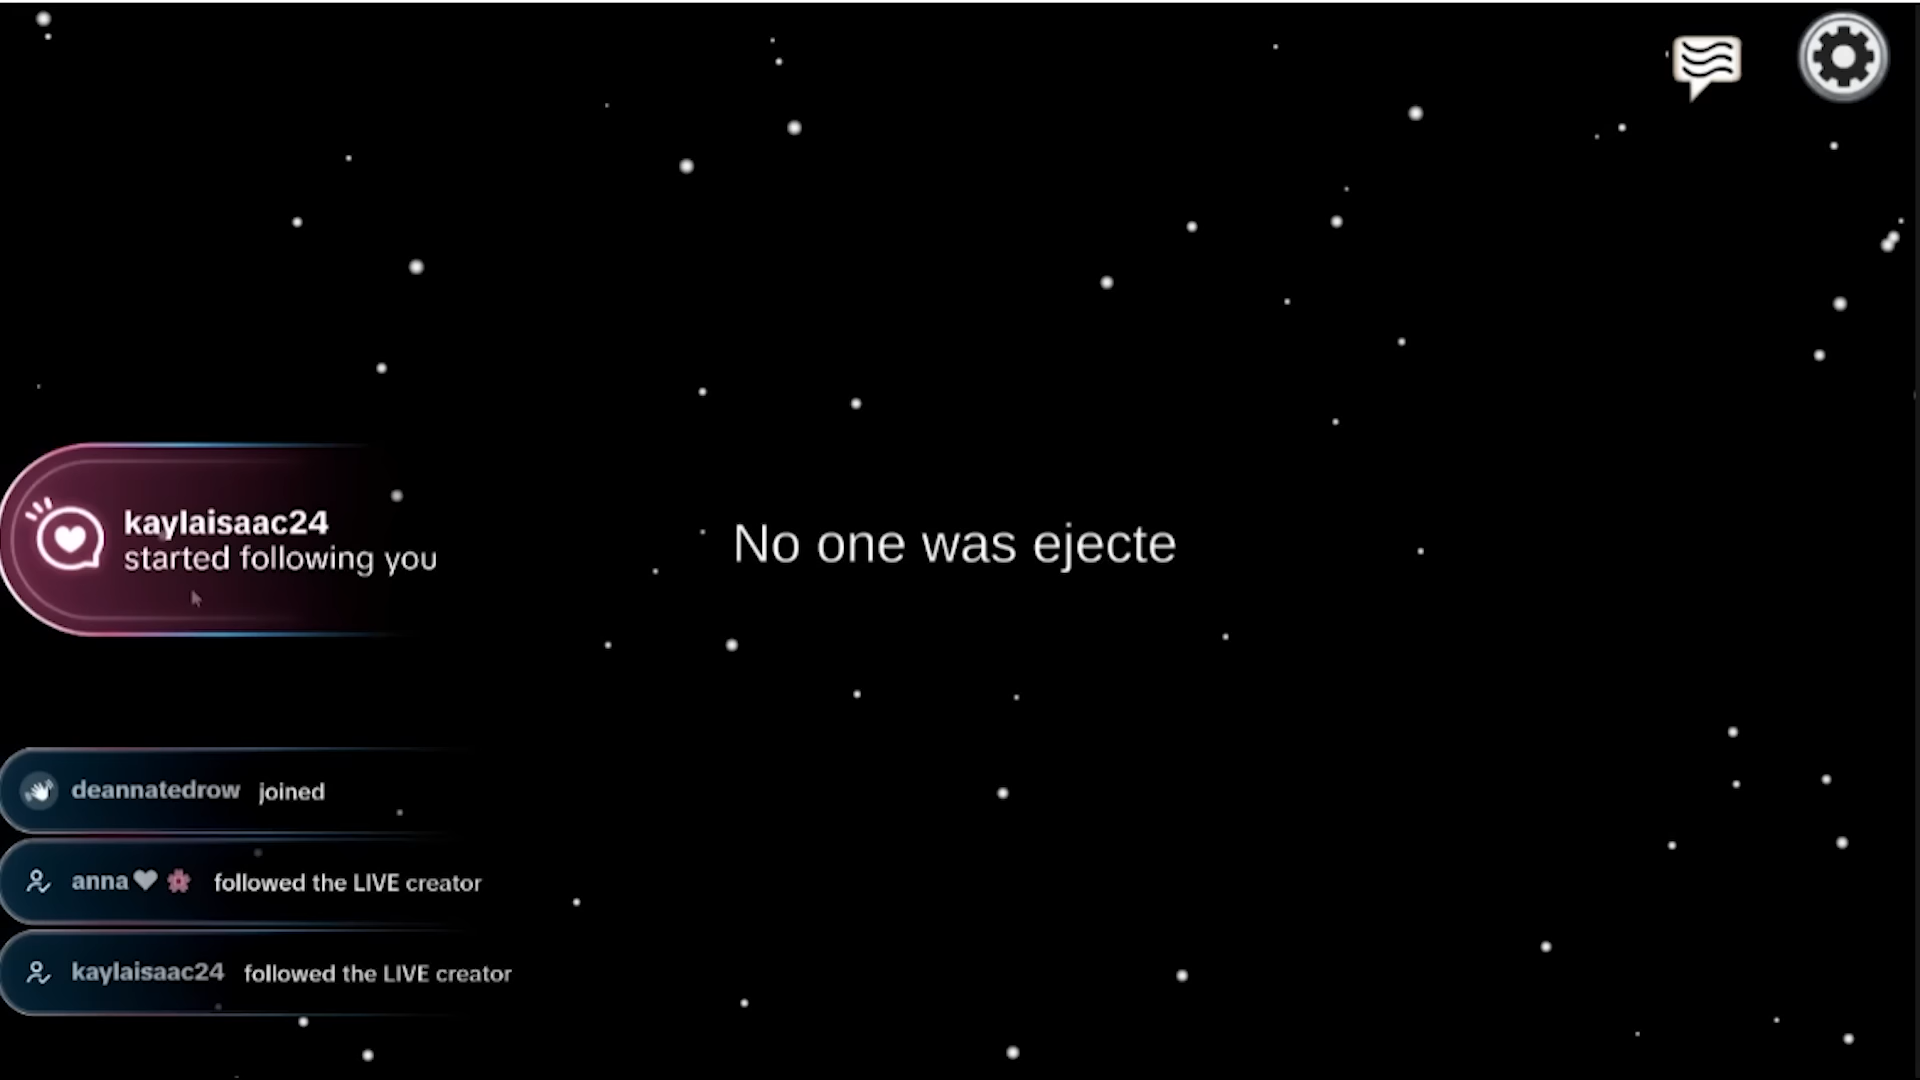 kaylaisaac24
started following you
No one was ejecte
deannatedrow joined
anna🤍🌸 followed the LIVE creator
kaylaisaac24 followed the LIVE creator